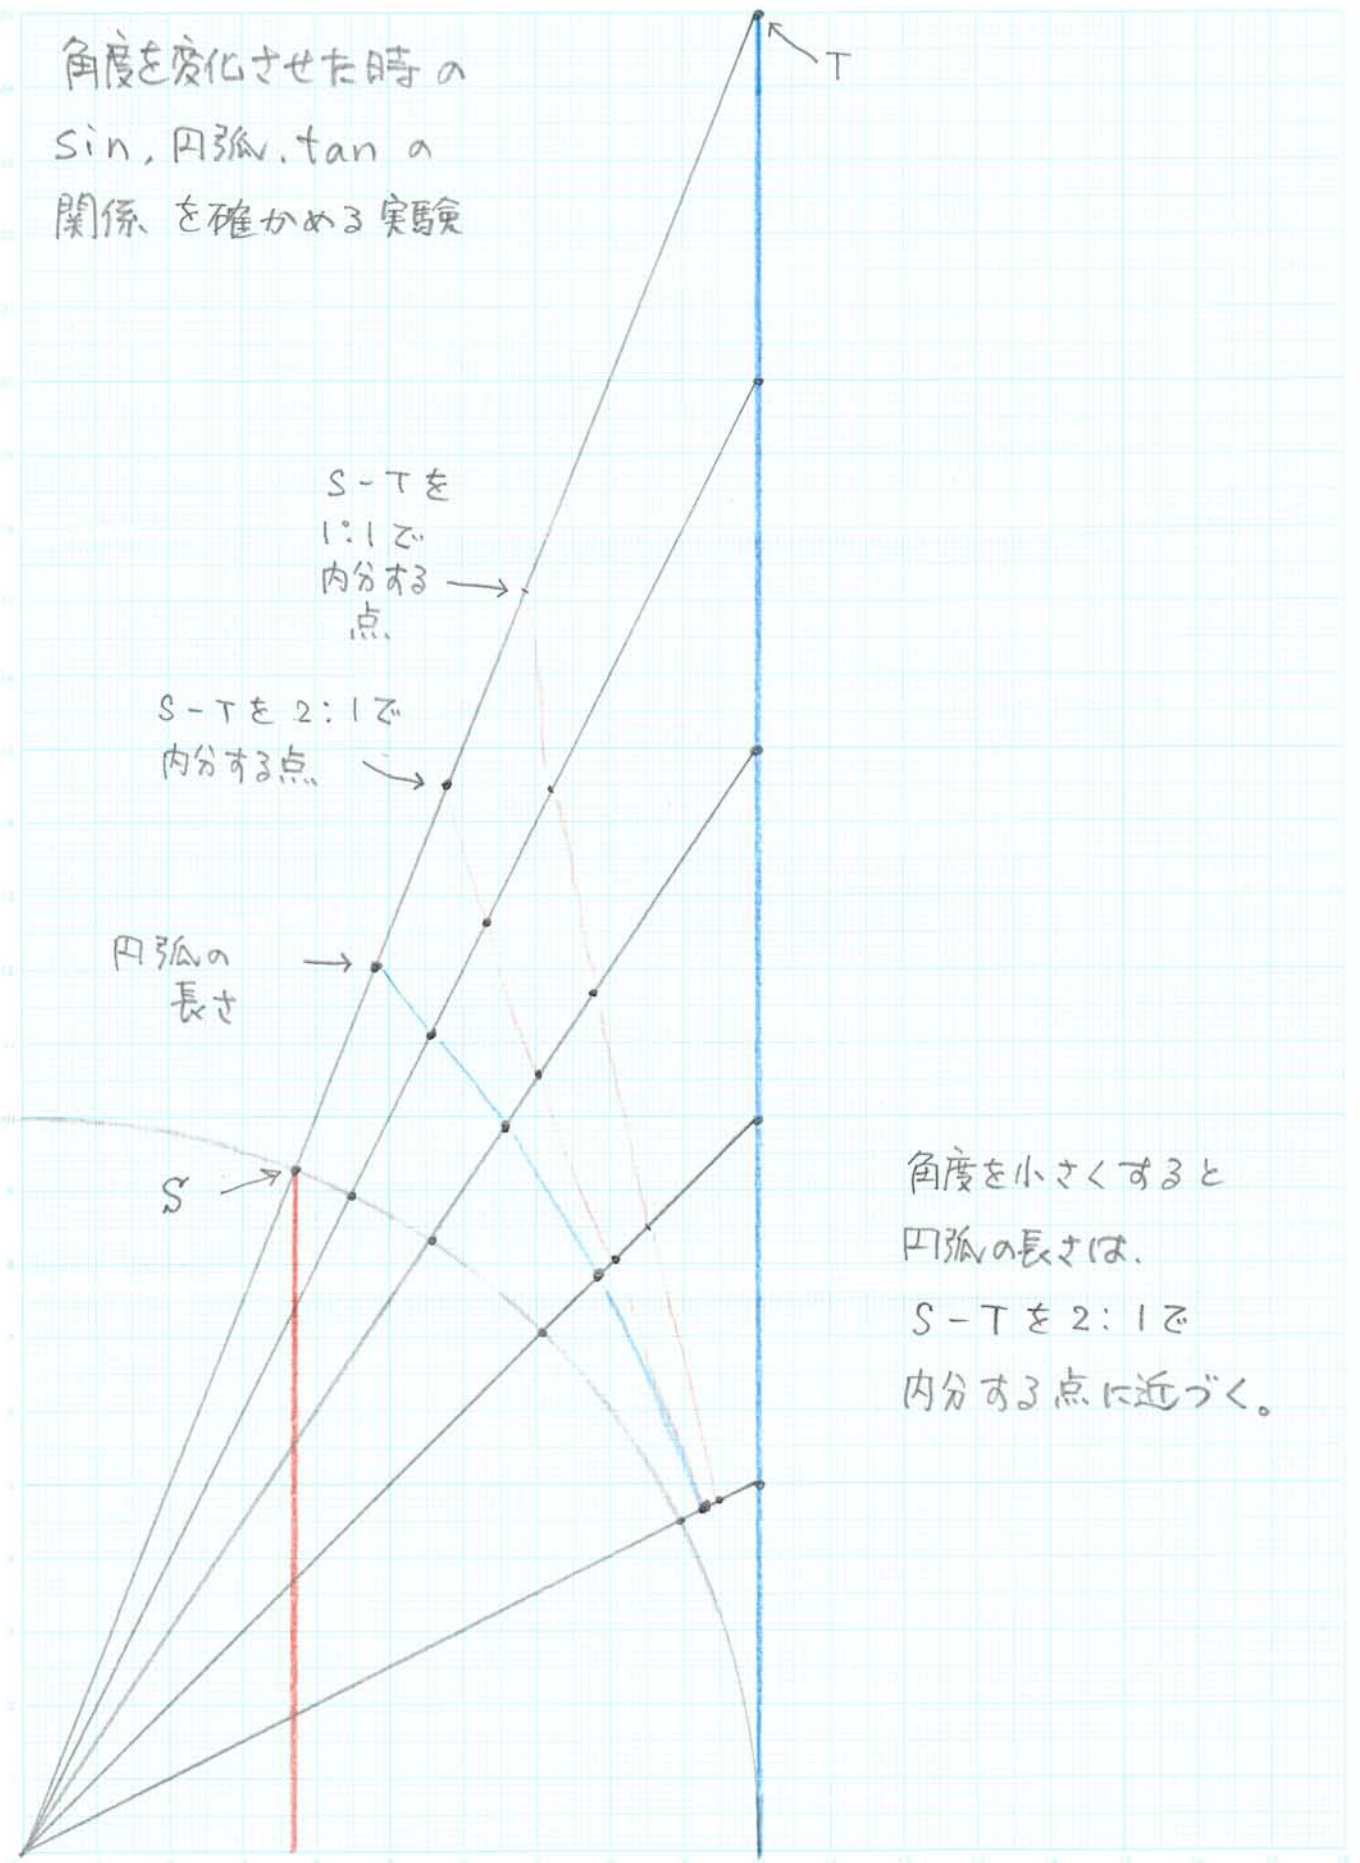 角度を変化させた時の
sin, 円弧, tan の
関係を確かめる実験
T
S-Tを
1:1で
内分する
点
S-Tを2:1で
内分する点
円弧の
長さ
S
角度を小さくすると
円弧の長さは、
S-Tを2:1で
内分する点に近づく。